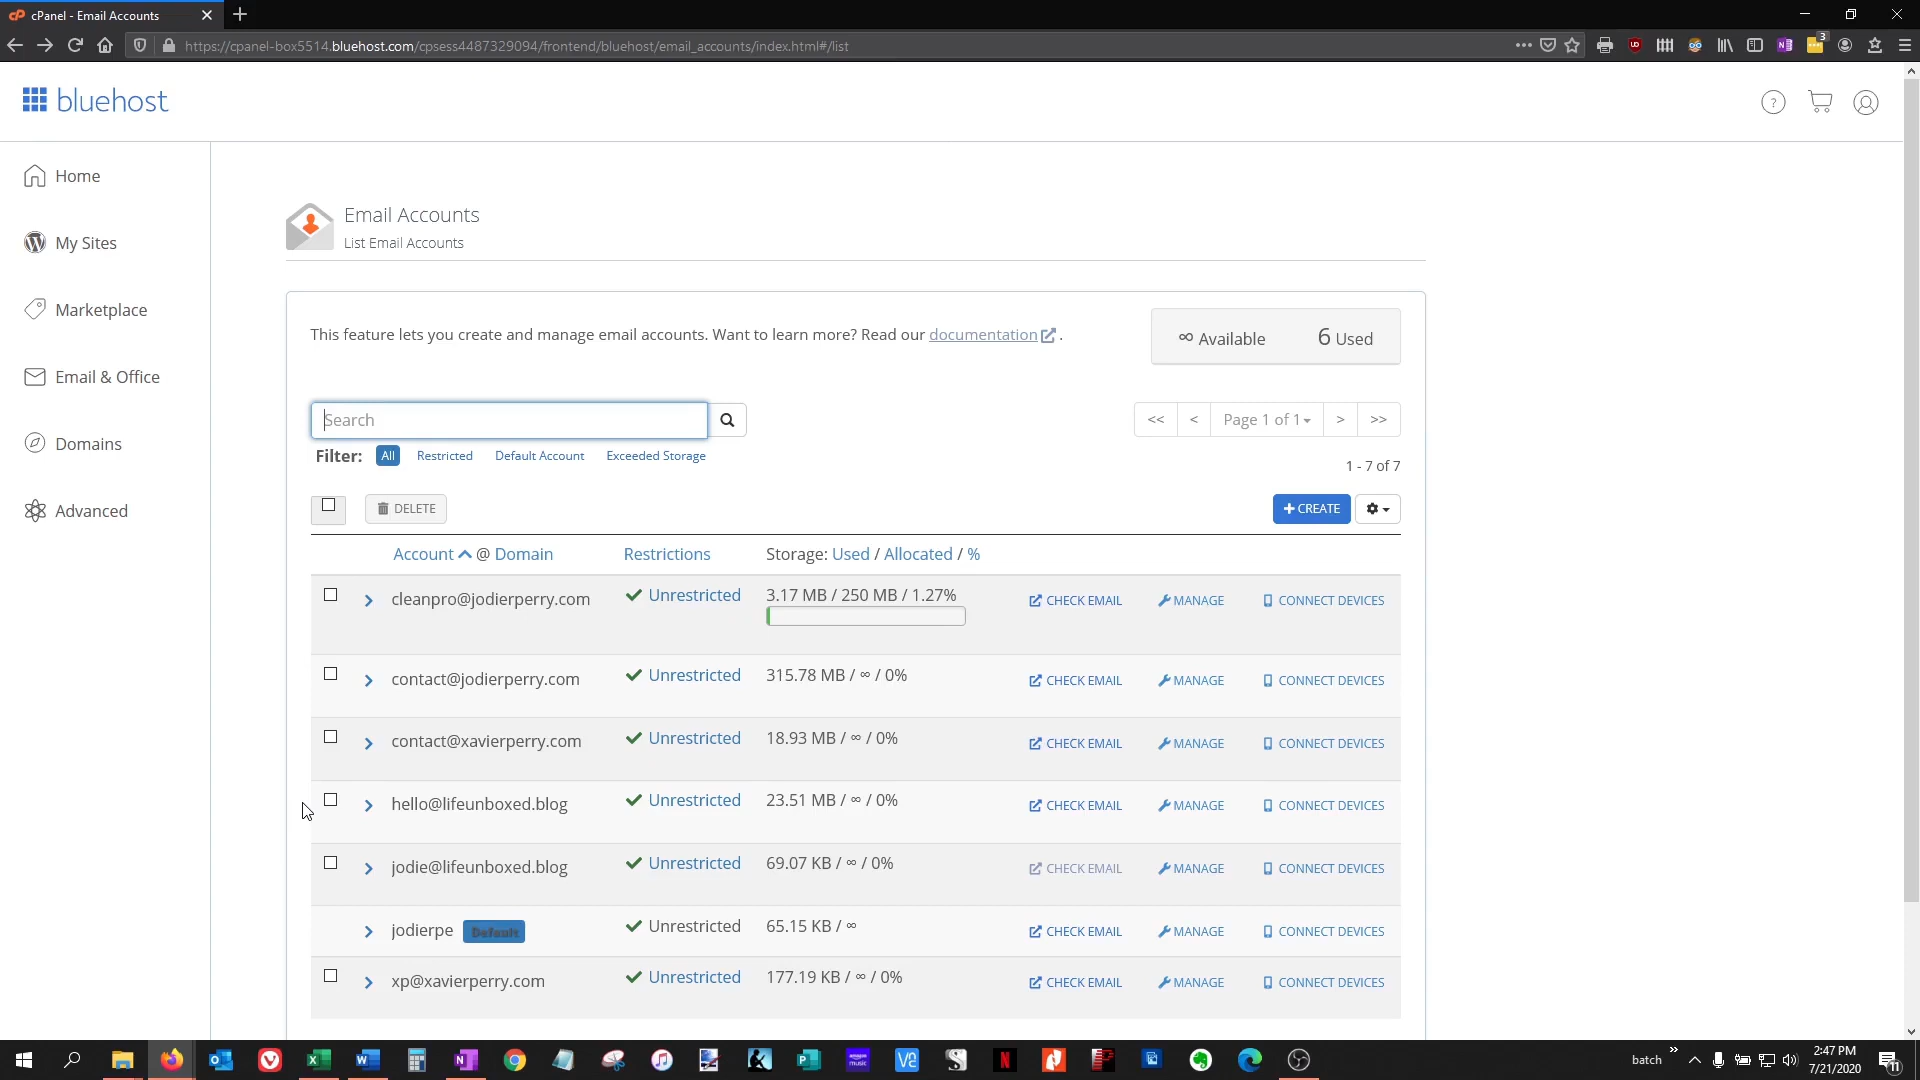 cPanel - Email Accounts
https://cpanel-box5514.bluehost.com/cpsess4487329094/frontend/bluehost/email_accounts/index.html#/list
3
bluehost
Home
My Sites
Marketplace
Email & Office
Domains
Advanced
Email Accounts
List Email Accounts
This feature lets you create and manage email accounts. Want to learn more? Read our documentation .
∞ Available 6 Used
Search
<< < Page 1 of 1 > >>
Filter: All Restricted Default Account Exceeded Storage
1 - 7 of 7
DELETE
+ CREATE
Account @ Domain Restrictions Storage: Used / Allocated / %
cleanpro@jodierperry.com Unrestricted 3.17 MB / 250 MB / 1.27% CHECK EMAIL MANAGE CONNECT DEVICES
contact@jodierperry.com Unrestricted 315.78 MB / ∞ / 0% CHECK EMAIL MANAGE CONNECT DEVICES
contact@xavierperry.com Unrestricted 18.93 MB / ∞ / 0% CHECK EMAIL MANAGE CONNECT DEVICES
hello@lifeunboxed.blog Unrestricted 23.51 MB / ∞ / 0% CHECK EMAIL MANAGE CONNECT DEVICES
jodie@lifeunboxed.blog Unrestricted 69.07 KB / ∞ / 0% CHECK EMAIL MANAGE CONNECT DEVICES
jodierpe Default Unrestricted 65.15 KB / ∞ CHECK EMAIL MANAGE CONNECT DEVICES
xp@xavierperry.com Unrestricted 177.19 KB / ∞ / 0% CHECK EMAIL MANAGE CONNECT DEVICES
batch
2:47 PM
7/21/2020
11